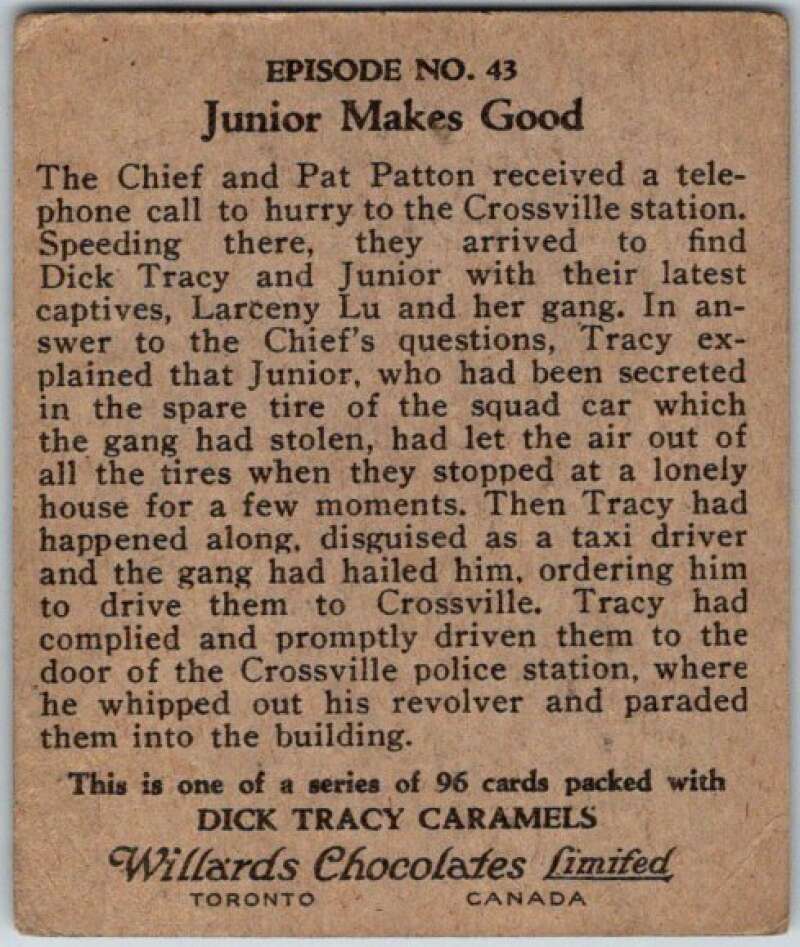 EPISODE NO. 43
Junior Makes Good
The Chief and Pat Patton received a tele-
phone call to hurry to the Crossville station.
Speeding there, they arrived to find
Dick Tracy and Junior with their latest
captives, Larceny Lu and her gang. In an-
swer to the Chief's questions, Tracy ex-
plained that Junior, who had been secreted
in the spare tire of the squad car which
the gang had stolen, had let the air out of
all the tires when they stopped at a lonely
house for a few moments. Then Tracy had
happened along, disguised as a taxi driver
and the gang had hailed him, ordering him
to drive them to Crossville. Tracy had
complied and promptly driven them to the
door of the Crossville police station, where
he whipped out his revolver and paraded
them into the building.
This is one of a series of 96 cards packed with
DICK TRACY CARAMELS
Willards Chocolates Limited
TORONTO CANADA